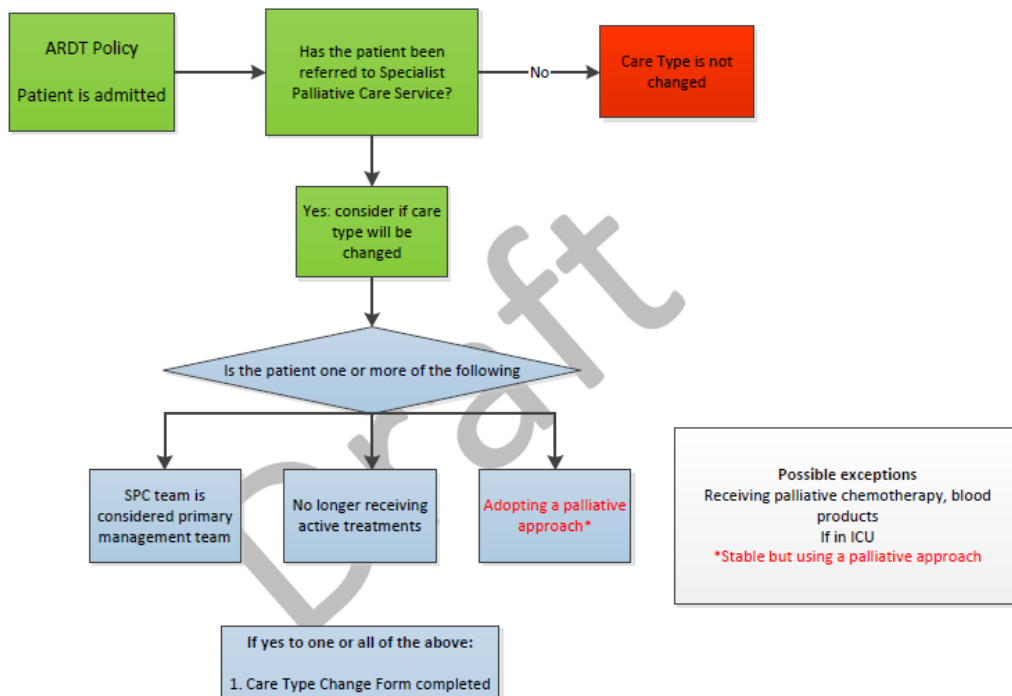 ARDT Policy
Patient is admitted
Has the patient been
referred to Specialist
Palliative Care Service?
No
Care Type is not
changed
Yes: consider if care
type will be
changed
Draft
Is the patient one or more of the following
SPC team is
considered primary
management team
No longer receiving
active treatments
Adopting a palliative
approach*
Possible exceptions
Receiving palliative chemotherapy, blood
products
If in ICU
*Stable but using a palliative approach
If yes to one or all of the above:
1. Care Type Change Form completed